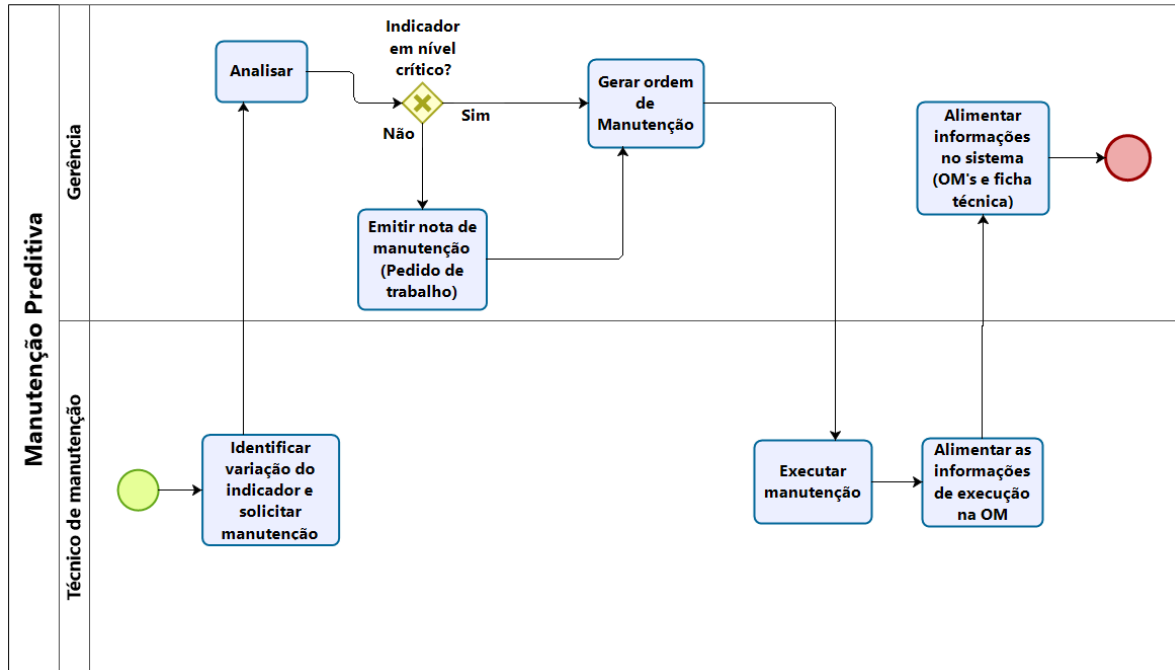 Manutenção Preditiva
Gerência
Analisar
Indicador
em nível
crítico?
Sim
Não
Emitir nota de
manutenção
(Pedido de
trabalho)
Gerar ordem
de
Manutenção
Alimentar
informações
no sistema
(OM's e ficha
técnica)
Técnico de manutenção
Identificar
variação do
indicador e
solicitar
manutencão
Executar
manutenção
Alimentar as
informações
de execução
na OM